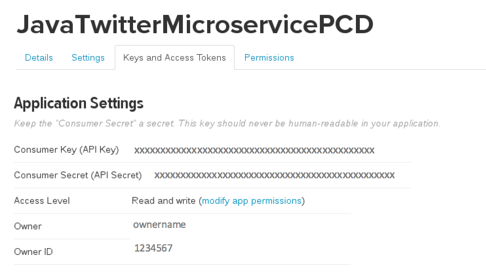 JavaTwitterMicroservicePCD
Details Settings Keys and Access Tokens Permissions
Application Settings
Keep the "Consumer Secret" a secret. This key should never be human-readable in your application.
Consumer Key (API Key) xxxxxxxxxxxxxxxxxxxxxxxxxxxxxxxxxxxxxxxxxxxxxx
Consumer Secret (API Secret) xxxxxxxxxxxxxxxxxxxxxxxxxxxxxxxxxxxxxxxxxxxxxx
Access Level Read and write (modify app permissions)
Owner ownername
Owner ID 1234567